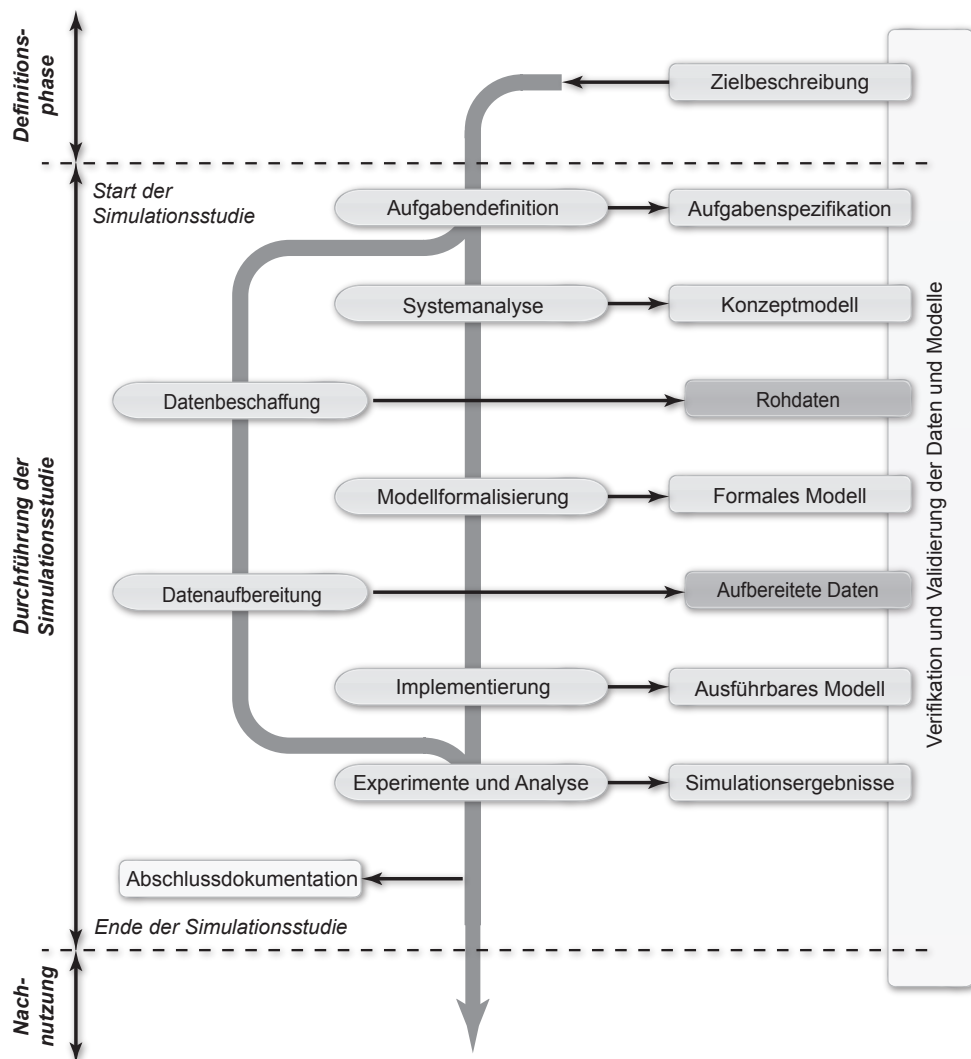 Definitions-
phase
Zielbeschreibung
Start der
Simulationsstudie
Aufgabendefinition
Aufgabenspezifikation
Systemanalyse
Konzeptmodell
Datenbeschaffung
Rohdaten
Durchführung der
Simulationsstudie
Modellformalisierung
Formales Modell
Datenaufbereitung
Aufbereitete Daten
Implementierung
Ausführbares Modell
Experimente und Analyse
Simulationsergebnisse
Abschlussdokumentation
Ende der Simulationsstudie
Nach-
nutzung
Verifikation und Validierung der Daten und Modelle